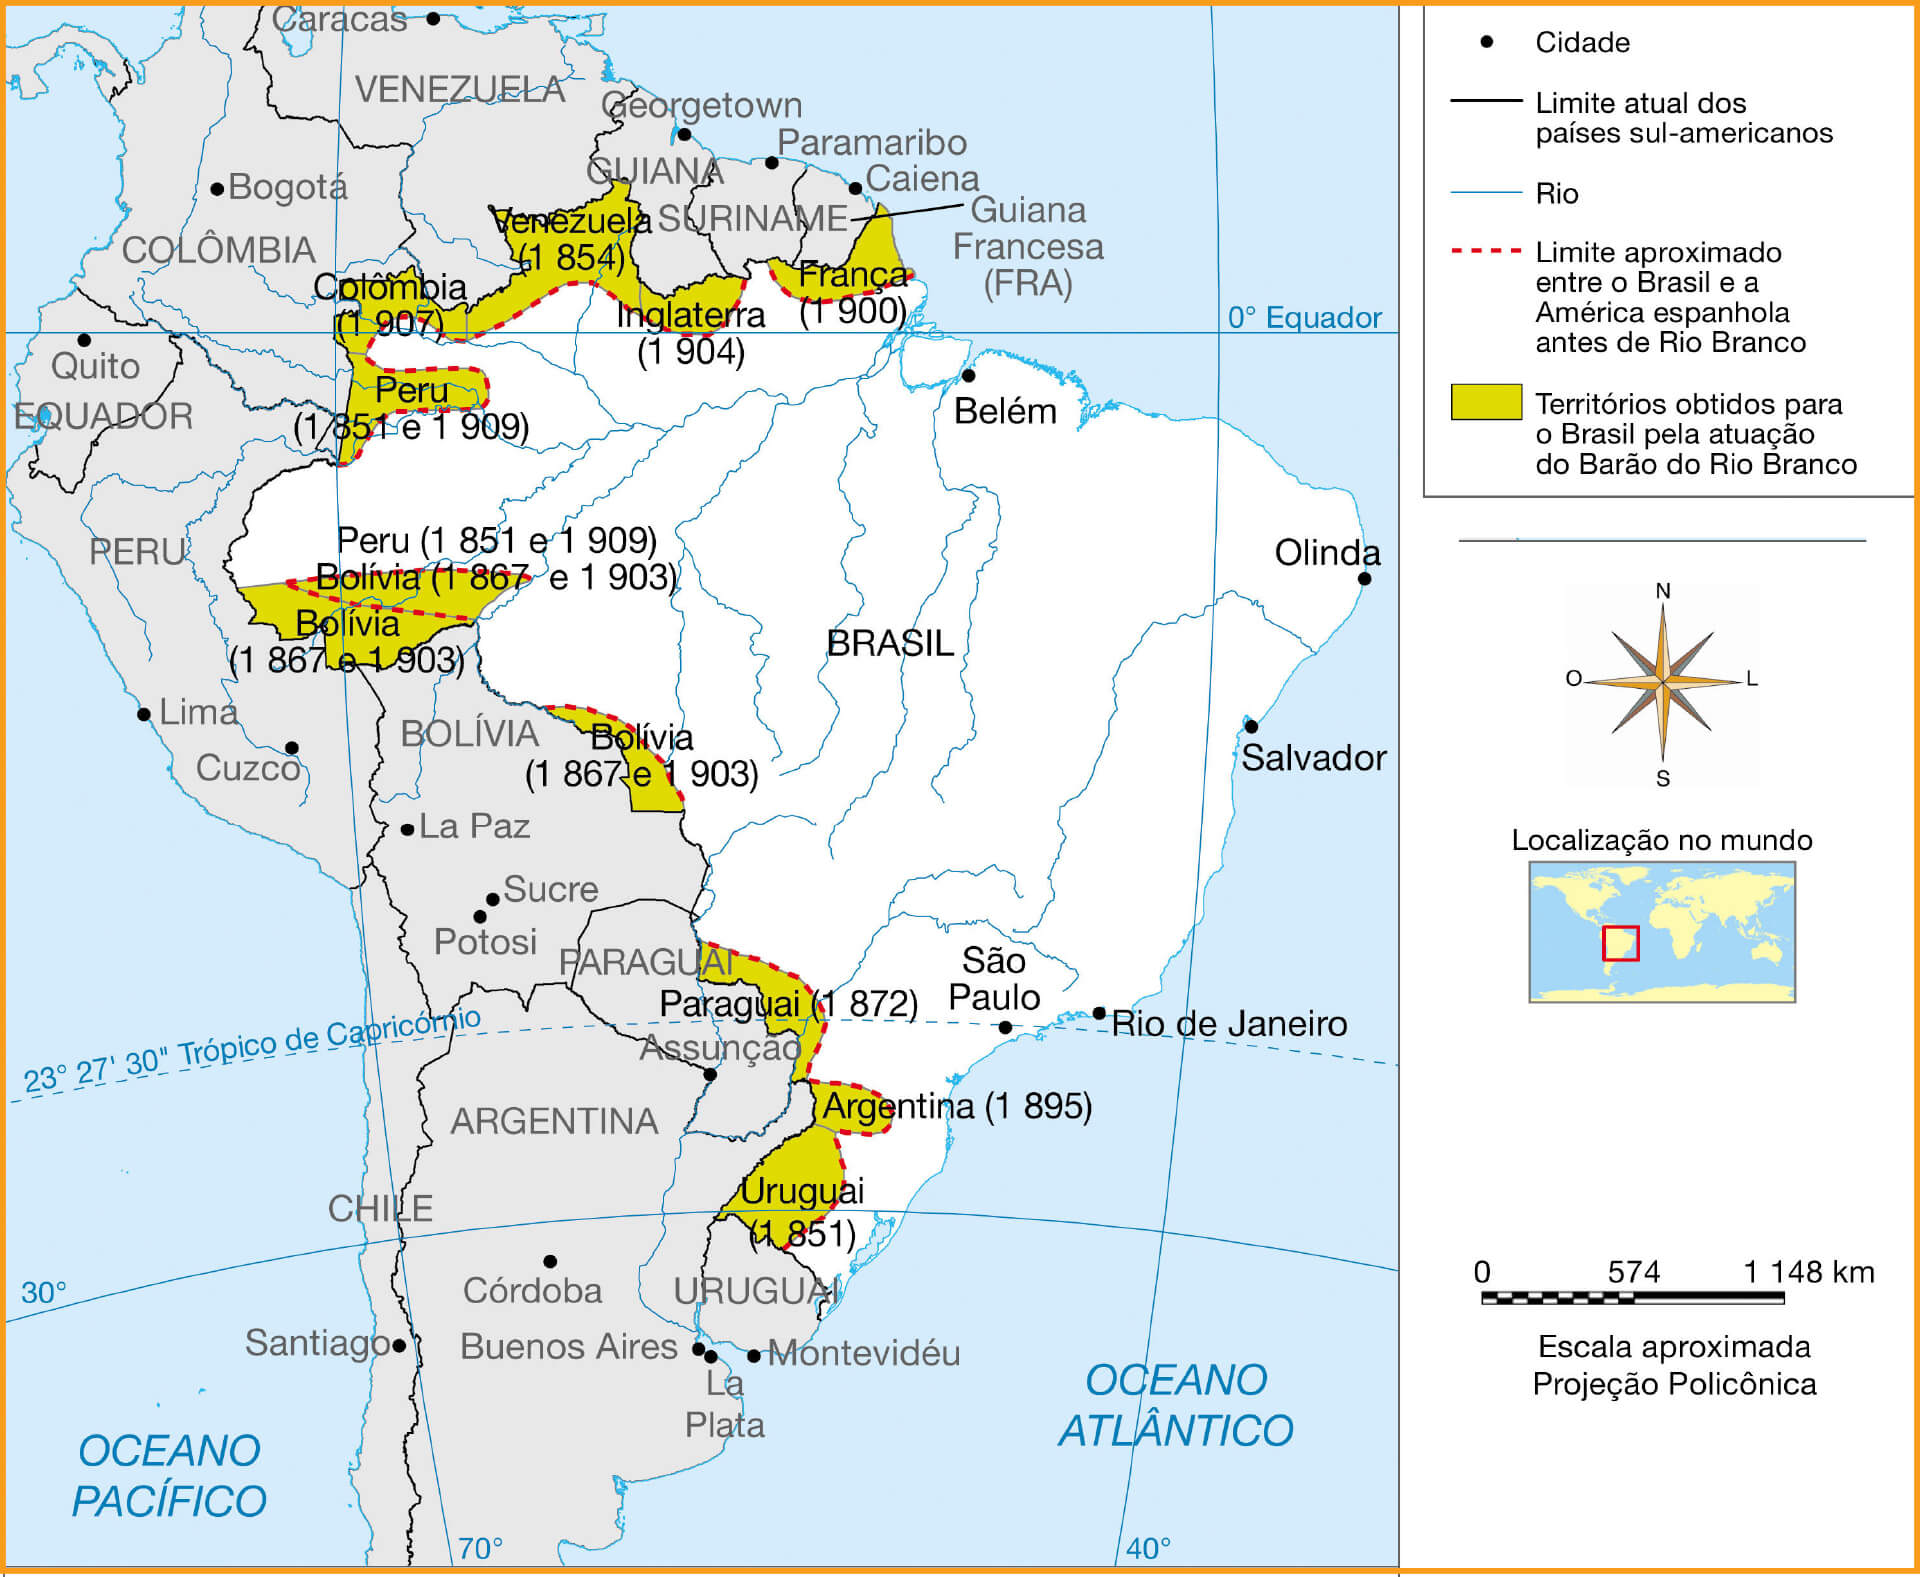 Caracas
VENEZUELA
Georgetown
Paramaribo
Caiena
Guiana
Francesa
(FRA)
GUIANA
SURINAME
Bogotá
COLÔMBIA
Venezuela
(1 854)
Colômbia
(1 907)
Inglaterra
(1 904)
França
(1 900)
0° Equador
Quito
EQUADOR
Peru
(1 851 e 1 909)
Belém
PERU
Peru (1 851 e 1 909)
Bolívia (1 867 e 1 903)
Bolívia
(1 867 e 1 903)
Olinda
BRASIL
Lima
Cuzco
BOLÍVIA
Bolívia
(1 867 e 1 903)
Salvador
La Paz
Sucre
Potosi
PARAGUAI
Paraguai (1 872)
São
Paulo
Rio de Janeiro
23° 27' 30" Trópico de Capricórnio
Assunção
ARGENTINA
Argentina (1 895)
CHILE
Uruguai
(1 851)
30°
Córdoba
URUGUAI
Santiago
Buenos Aires
Montevidéu
La
Plata
OCEANO
ATLÂNTICO
OCEANO
PACÍFICO
70°
40°
Cidade
Limite atual dos
países sul-americanos
Rio
Limite aproximado
entre o Brasil e a
América espanhola
antes de Rio Branco
Territórios obtidos para
o Brasil pela atuação
do Barão do Rio Branco
N
O
L
S
Localização no mundo
0 574 1 148 km
Escala aproximada
Projeção Policônica